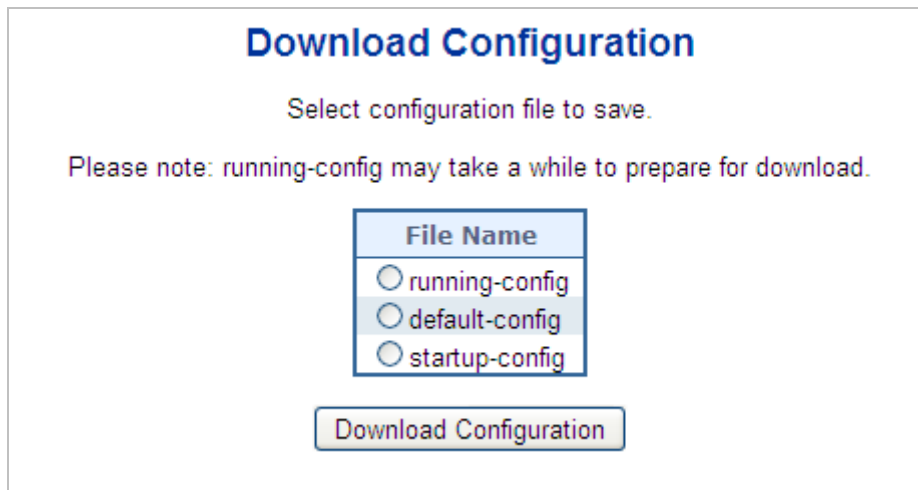 Download Configuration
Select configuration file to save.
Please note: running-config may take a while to prepare for download.
File Name
running-config
default-config
startup-config
Download Configuration